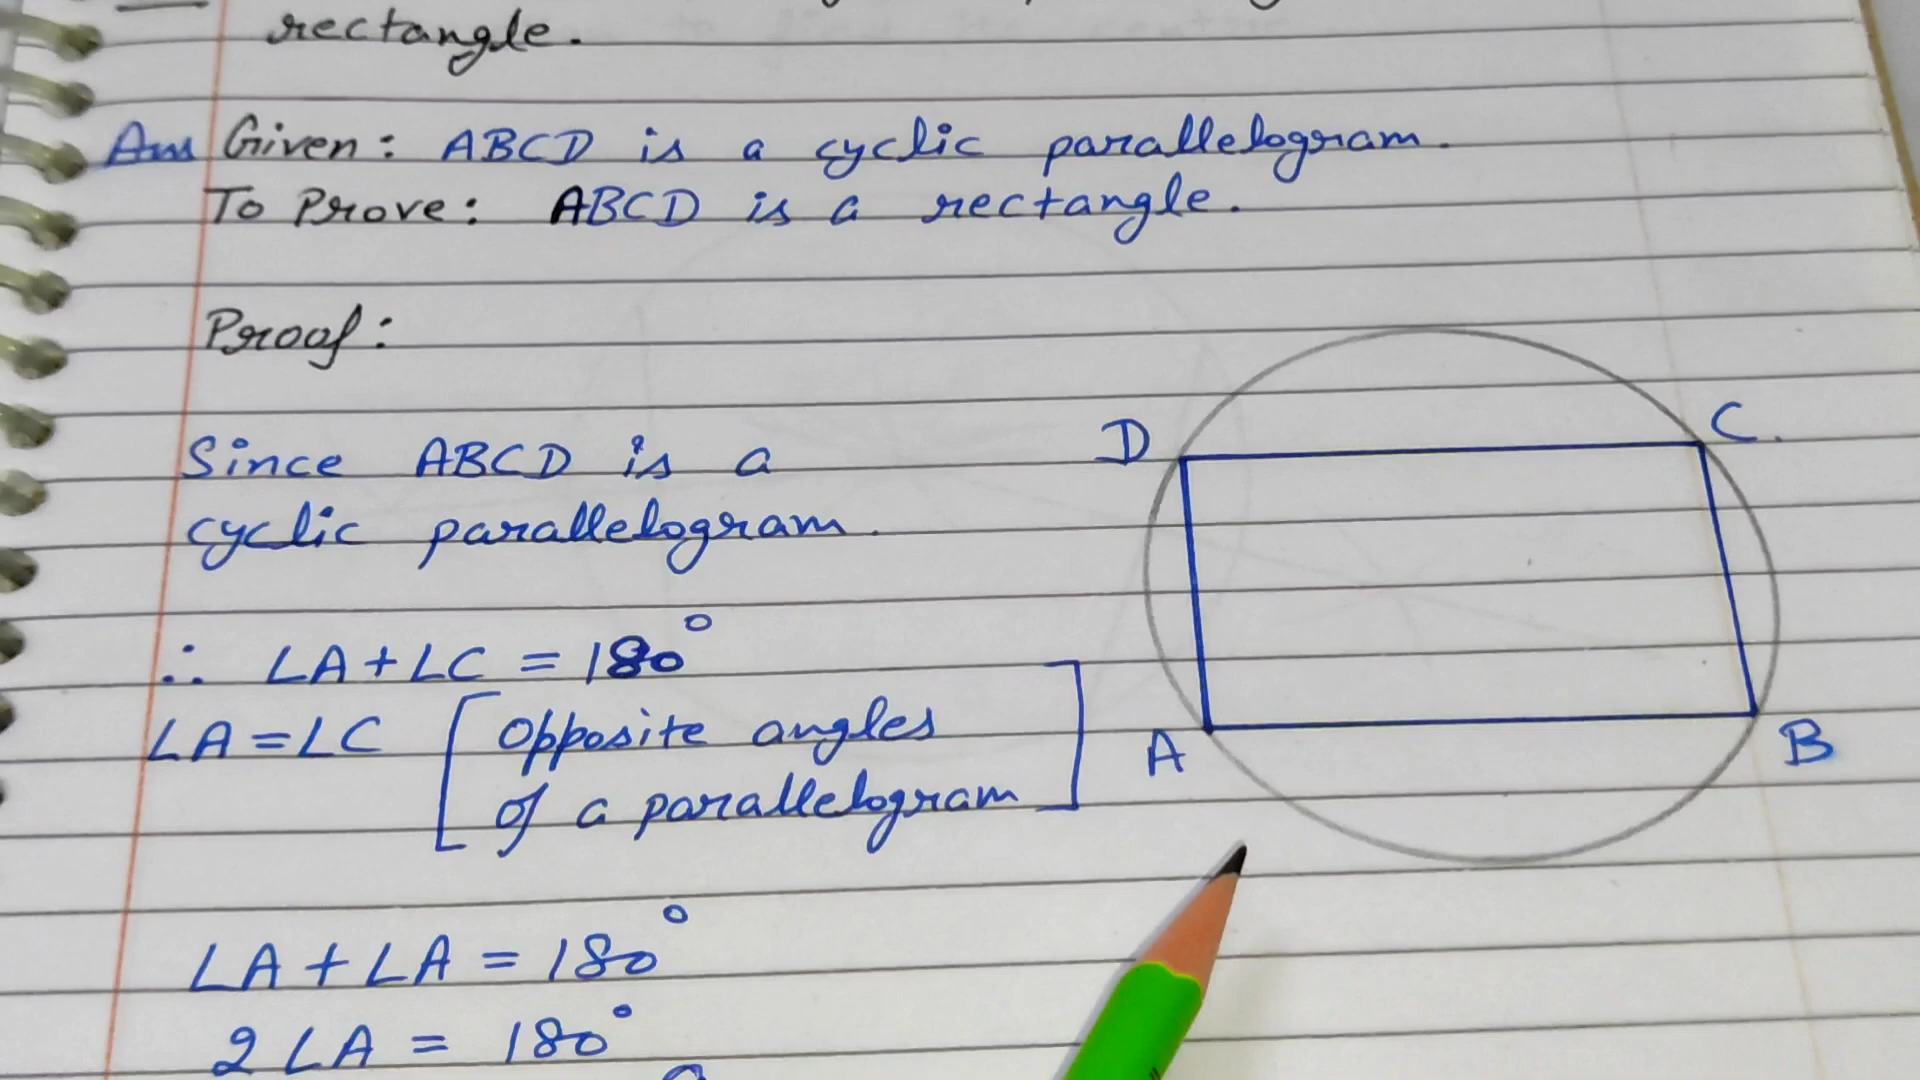 rectangle.
Ans Given: ABCD is a cyclic parallelogram.
To Prove: ABCD is a rectangle.
Proof:
Since ABCD is a
cyclic parallelogram.
∴ ∠A+∠C = 180°
∠A=∠C [opposite angles
of a parallelogram]
∠A+∠A = 180°
2∠A = 180°
D
C.
A
B